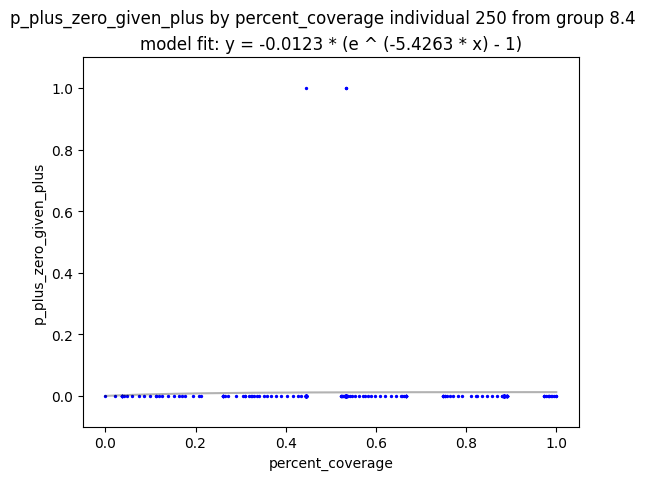 p_plus_zero_given_plus by percent_coverage individual 250 from group 8.4
model fit: y = -0.0123 * (e ^ (-5.4263 * x) - 1)
1.0
0.8
0.6
0.4
0.2
0.0
p_plus_zero_given_plus
0.0 0.2 0.4 0.6 0.8 1.0
percent_coverage